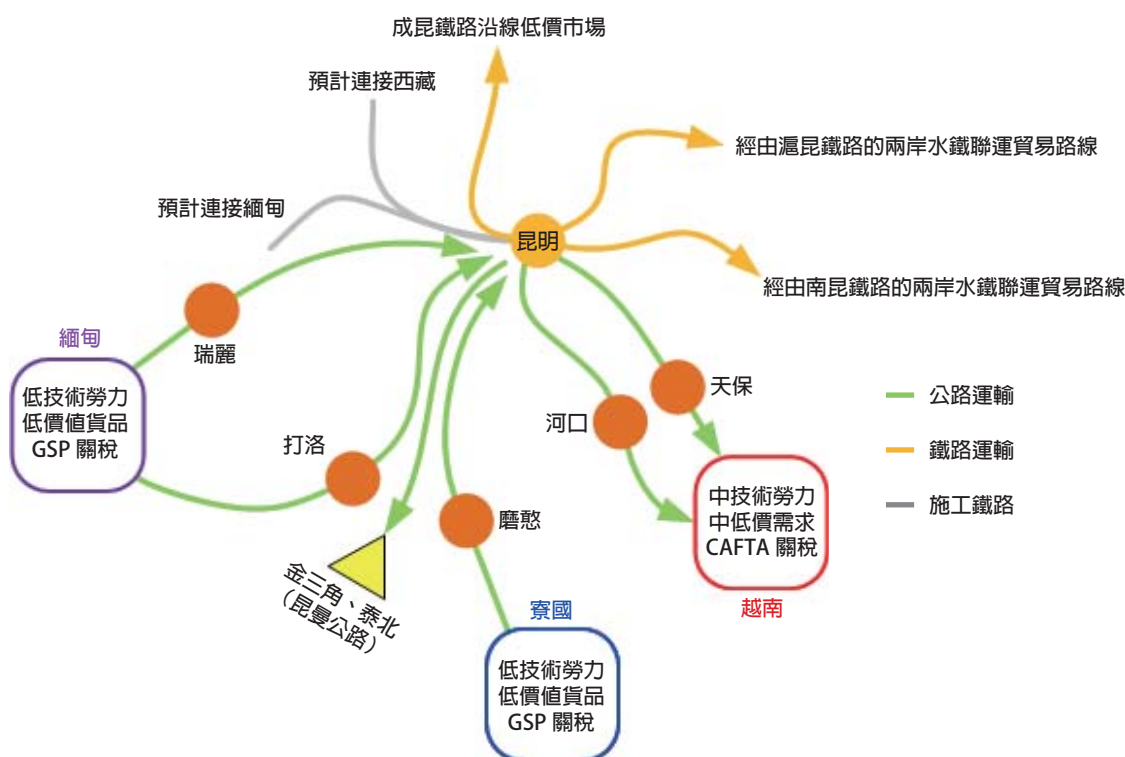 成昆鐵路沿線低價市場
預計連接西藏
經由滬昆鐵路的兩岸水鐵聯運貿易路線
預計連接緬甸
昆明
經由南昆鐵路的兩岸水鐵聯運貿易路線
緬甸
瑞麗
低技術勞力
低價值貨品
GSP 關稅
天保
河口
公路運輸
鐵路運輸
施工鐵路
打洛
磨憨
中技術勞力
中低價需求
CAFTA 關稅
越南
金三角、泰北
（昆曼公路）
寮國
低技術勞力
低價值貨品
GSP 關稅